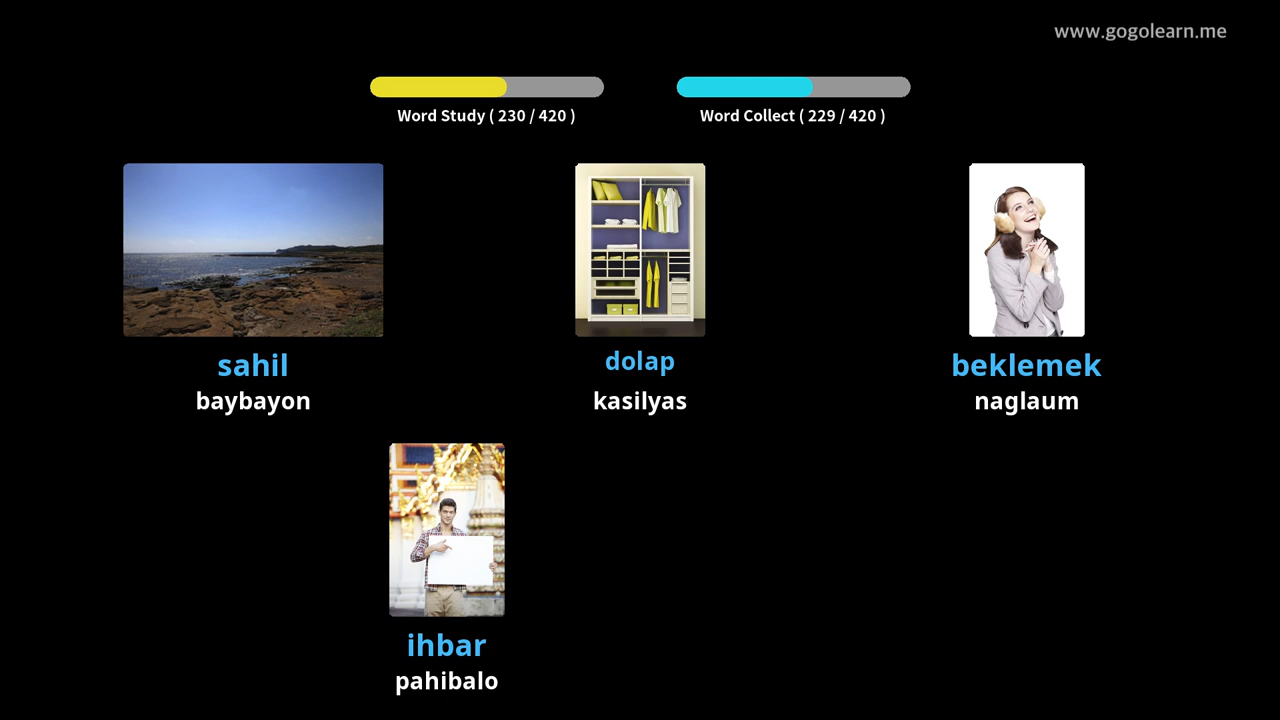 www.gogolearn.me
Word Study ( 230 / 420 )
Word Collect ( 229 / 420 )
sahil
baybayon
dolap
kasilyas
beklemek
naglaum
ihbar
pahibalo